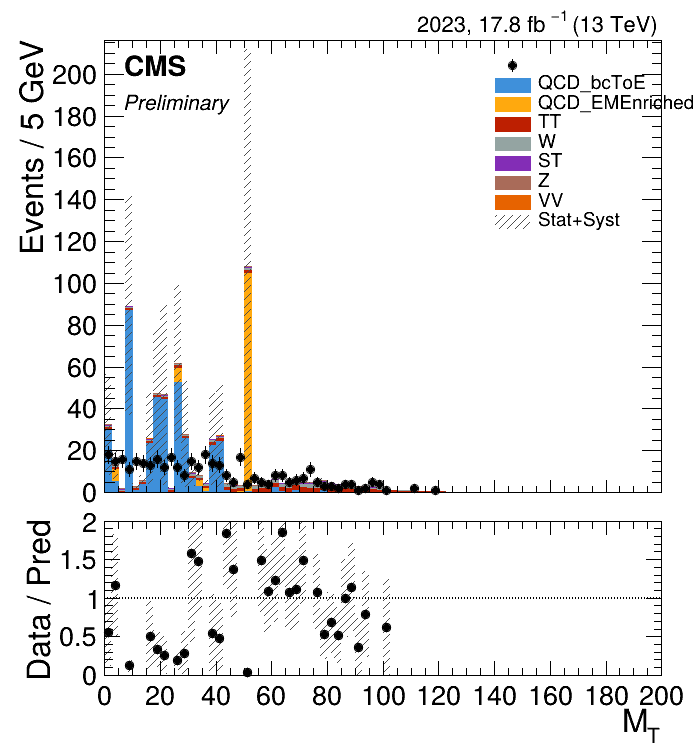 2023, 17.8 fb⁻¹ (13 TeV)
CMS
Preliminary
Events / 5 GeV
200
180
160
140
120
100
80
60
40
20
0
QCD_bcToE
QCD_EMEnriched
TT
W
ST
Z
VV
Stat+Syst
Data / Pred
2
1.5
1
0.5
0
0 20 40 60 80 100 120 140 160 180 200
M_T